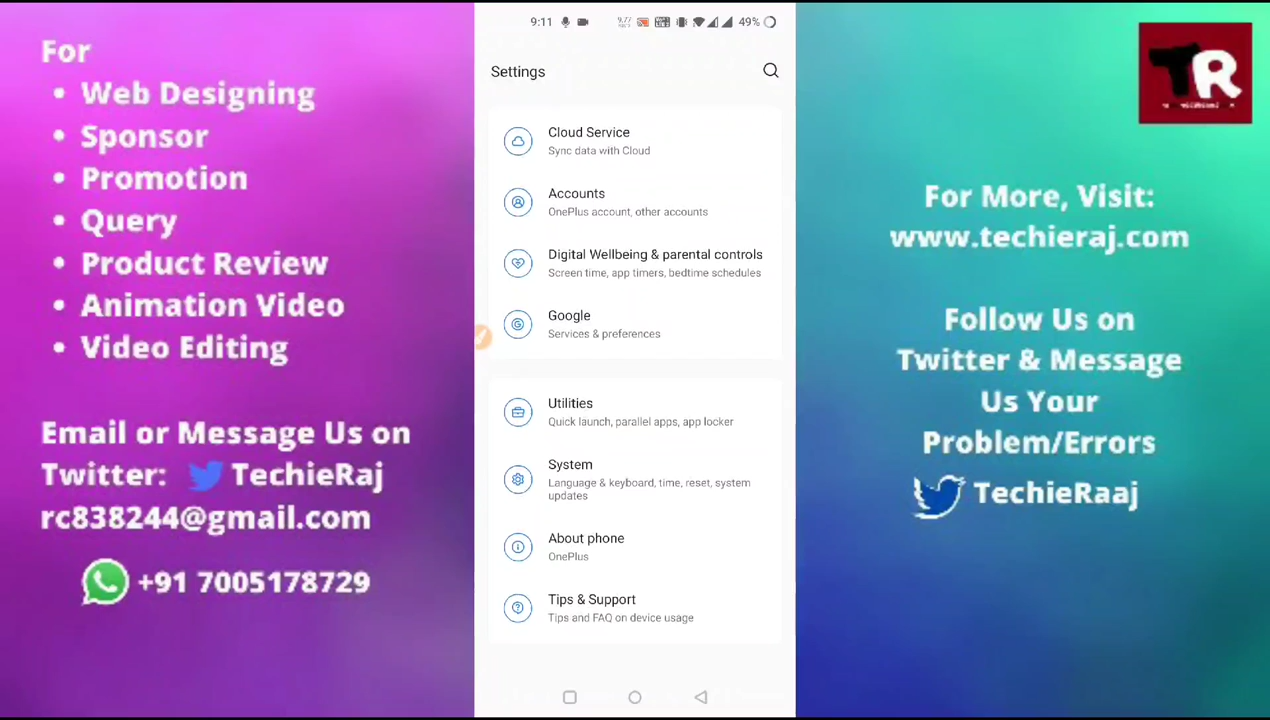 For
• Web Designing
• Sponsor
• Promotion
• Query
• Product Review
• Animation Video
• Video Editing
Email or Message Us on
Twitter: TechieRaj
rc838244@gmail.com
+91 7005178729
9:11
49%
Settings
Cloud Service
Sync data with Cloud
Accounts
OnePlus account, other accounts
Digital Wellbeing & parental controls
Screen time, app timers, bedtime schedules
Google
Services & preferences
Utilities
Quick launch, parallel apps, app locker
System
Language & keyboard, time, reset, system
updates
About phone
OnePlus
Tips & Support
Tips and FAQ on device usage
TR
For More, Visit:
www.techieraj.com
Follow Us on
Twitter & Message
Us Your
Problem/Errors
TechieRaaj